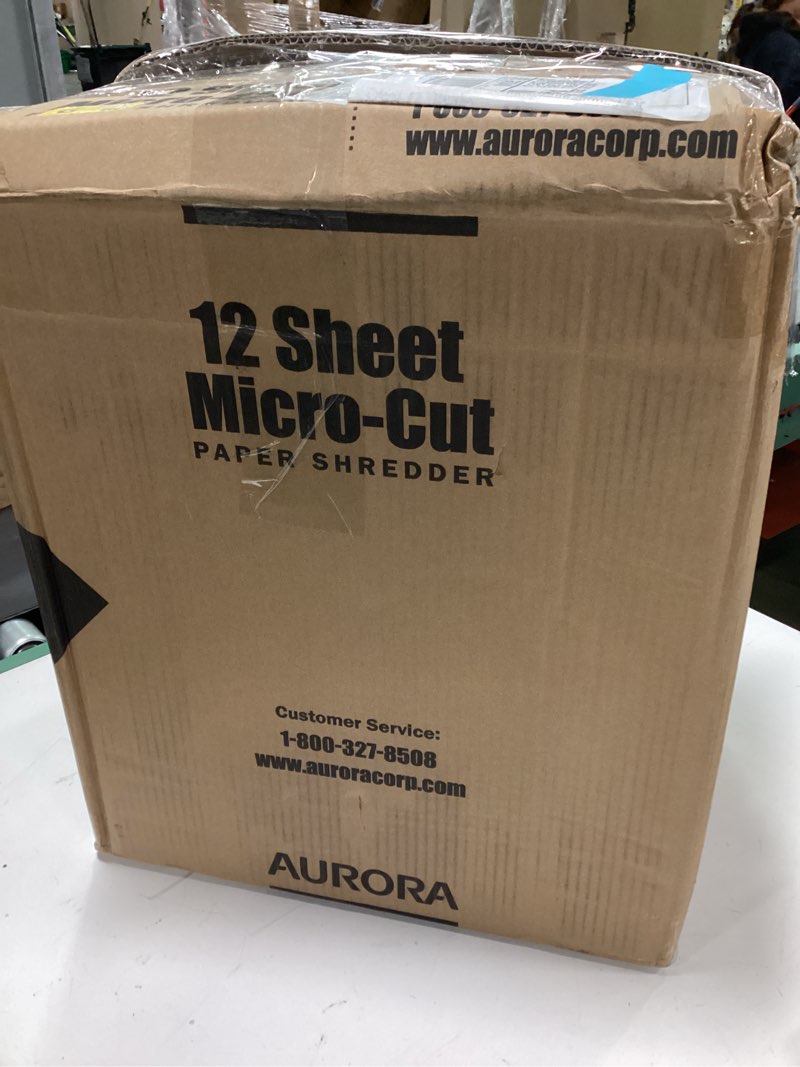 www.auroracorp.com
12 Sheet
Micro-Cut
PAPER SHREDDER
Customer Service:
1-800-327-8508
www.auroracorp.com
AURORA